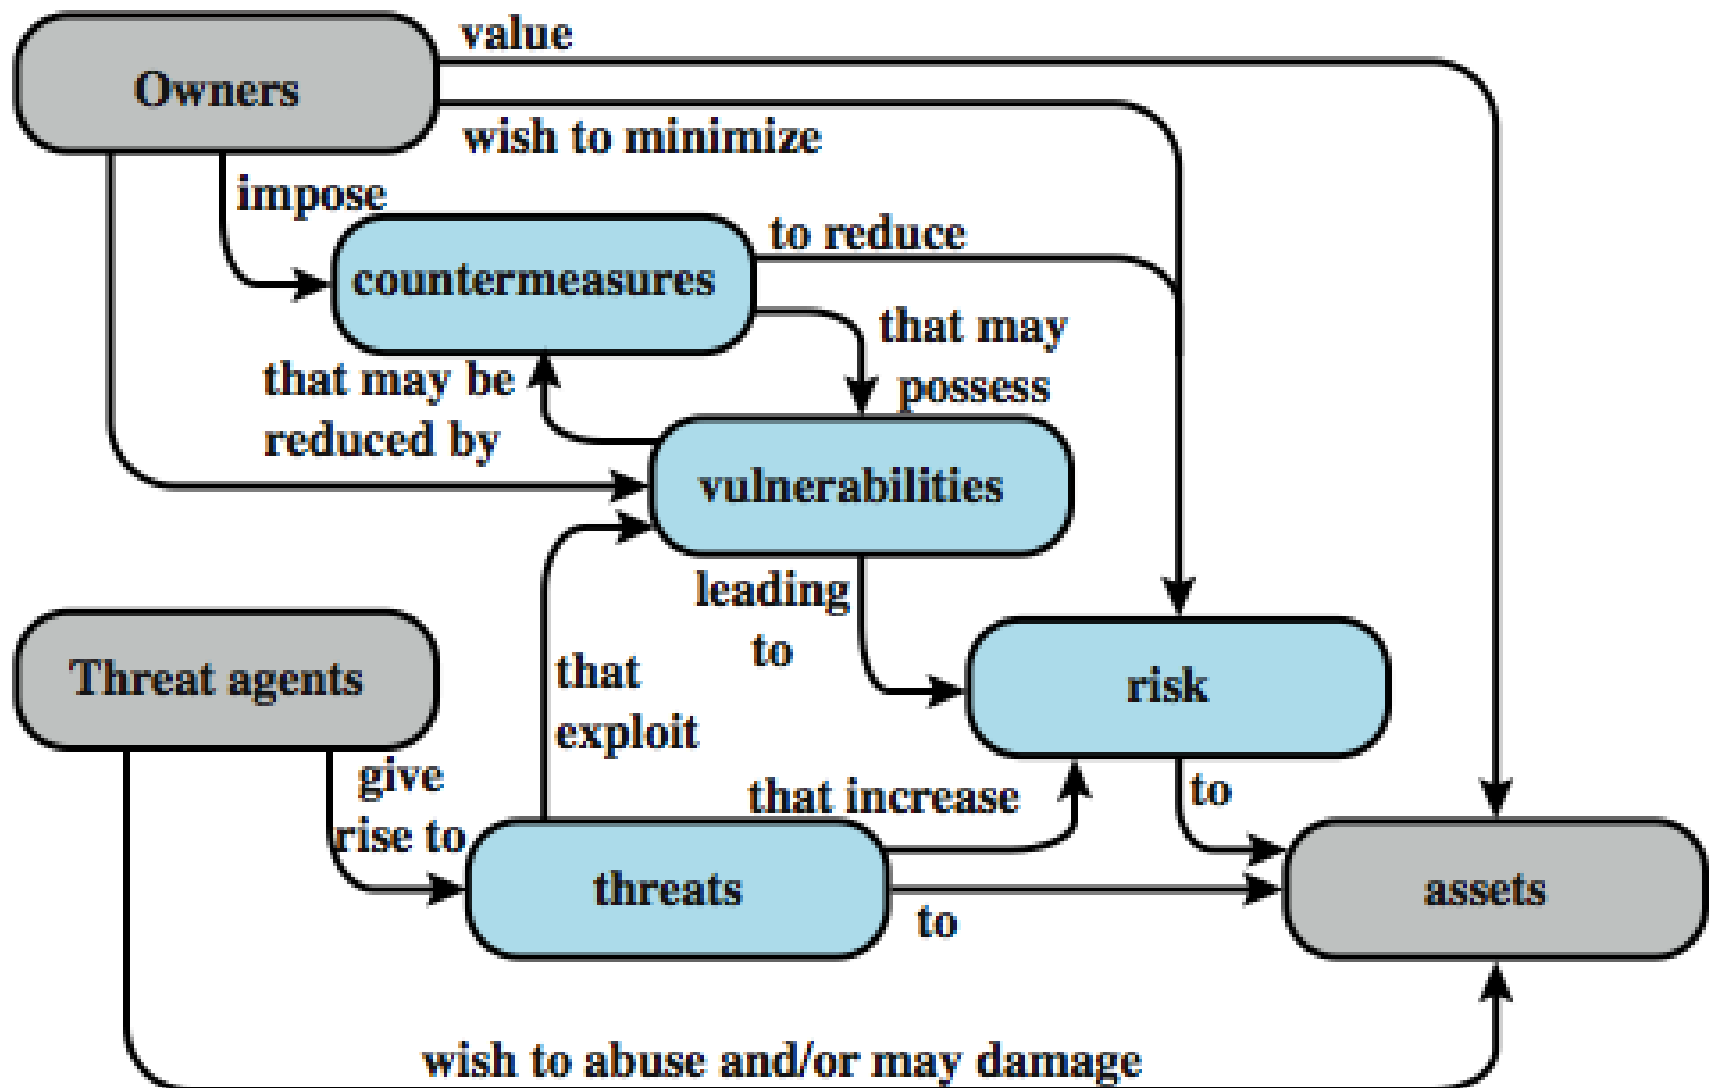 value
Owners
wish to minimize
impose
to reduce
countermeasures
that may
possess
that may be
reduced by
vulnerabilities
leading
to
Threat agents
that
exploit
risk
give
rise to
that increase
to
threats
assets
to
wish to abuse and/or may damage